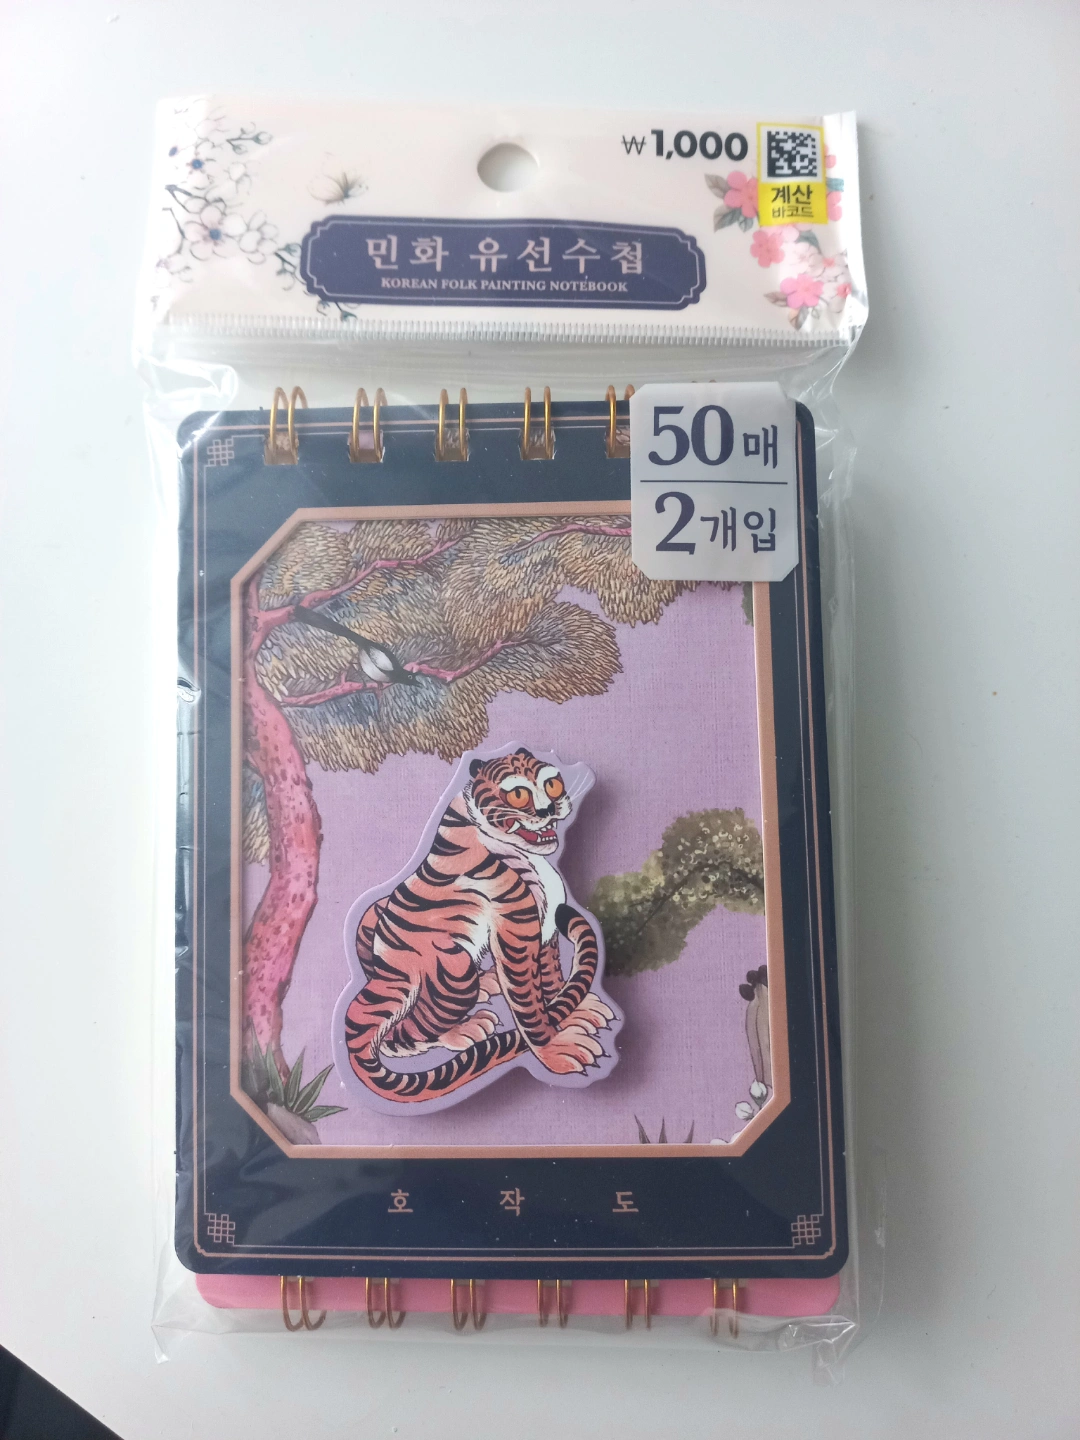 ₩1,000
계산
바코드
민화 유선수첩
KOREAN FOLK PAINTING NOTEBOOK
50매
2개입
호작도